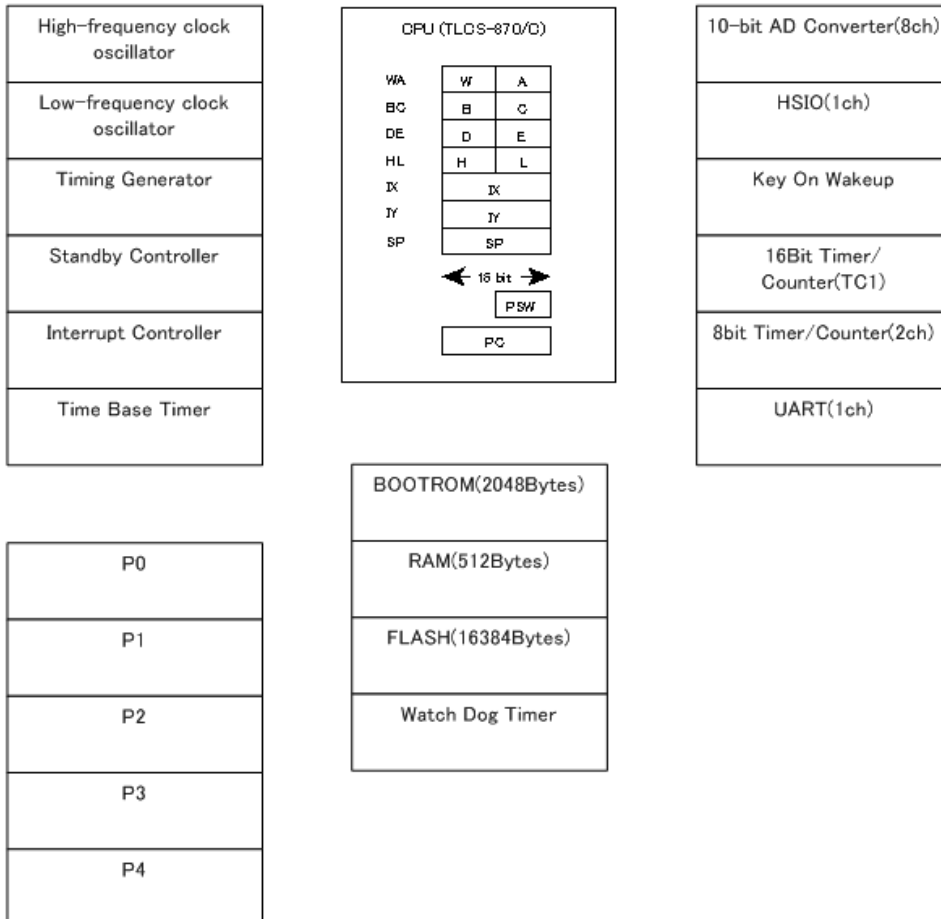 High-frequency clock
oscillator
Low-frequency clock
oscillator
Timing Generator
Standby Controller
Interrupt Controller
Time Base Timer
P0
P1
P2
P3
P4
CPU (TLCS-870/C)
WA W A
BC B C
DE D E
HL H L
IX IX
IY IY
SP SP
16 bit
PSW
PC
BOOTROM(2048Bytes)
RAM(512Bytes)
FLASH(16384Bytes)
Watch Dog Timer
10-bit AD Converter(8ch)
HSIO(1ch)
Key On Wakeup
16Bit Timer/
Counter(TC1)
8bit Timer/Counter(2ch)
UART(1ch)